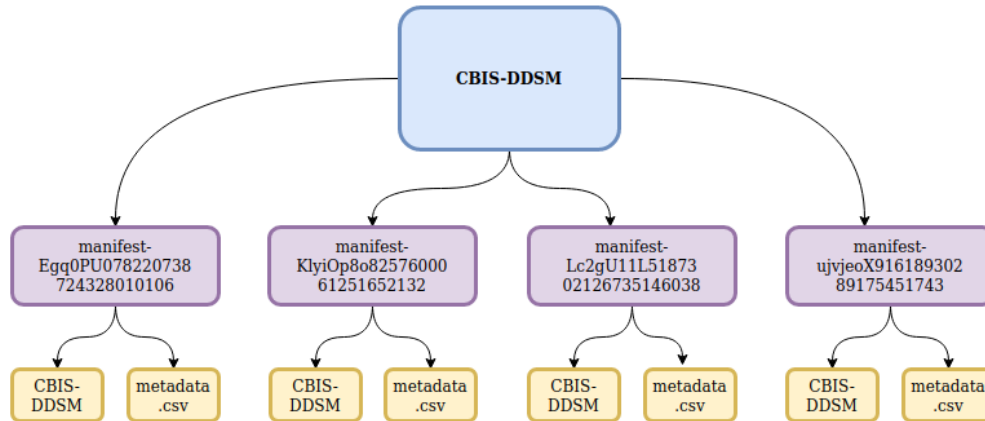 CBIS-DDSM
manifest-
Egq0PU078220738
724328010106
manifest-
KlyiOp8o82576000
61251652132
manifest-
Lc2gU11L51873
02126735146038
manifest-
ujvjeoX916189302
89175451743
CBIS-
DDSM
metadata
.csv
CBIS-
DDSM
metadata
.csv
CBIS-
DDSM
metadata
.csv
CBIS-
DDSM
metadata
.csv